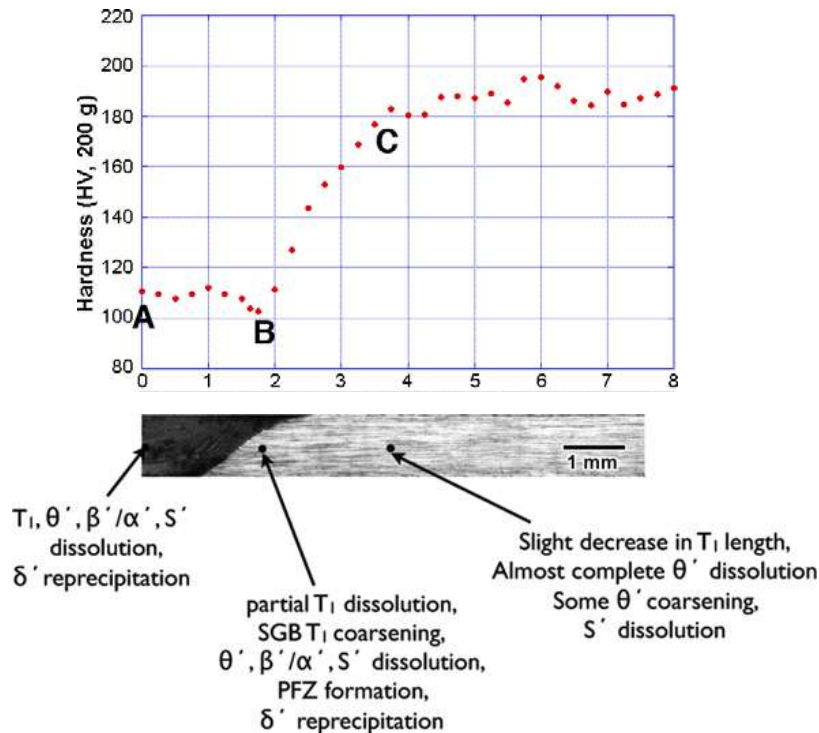 220
200
180
160
140
120
100
80
Hardness (HV, 200 g)
A
B
C
0 1 2 3 4 5 6 7 8
1 mm
T₁, θ´, β´/α´, S´
dissolution,
δ´ reprecipitation
partial T₁ dissolution,
SGB T₁ coarsening,
θ´, β´/α´, S´ dissolution,
PFZ formation,
δ´ reprecipitation
Slight decrease in T₁ length,
Almost complete θ´ dissolution
Some θ´ coarsening,
S´ dissolution